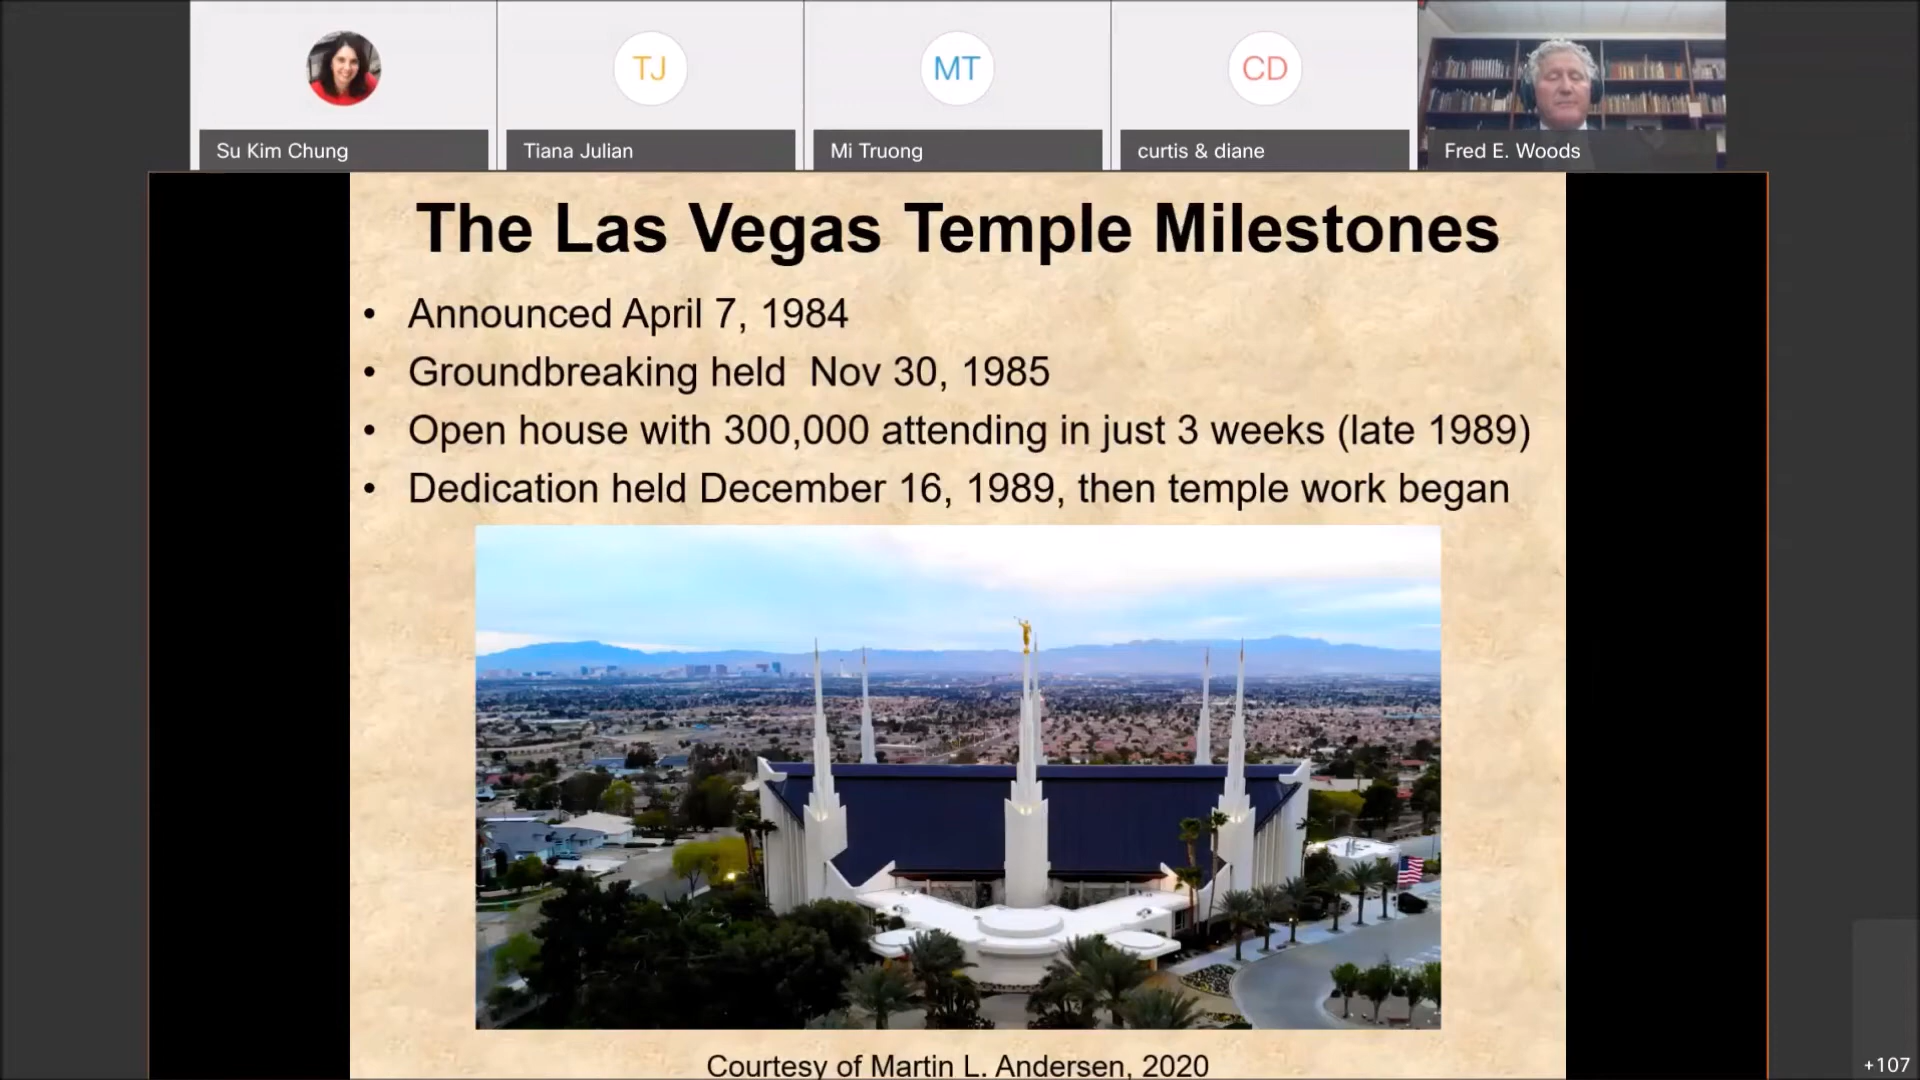 TJ
MT
CD
Su Kim Chung
Tiana Julian
Mi Truong
curtis & diane
Fred E. Woods
The Las Vegas Temple Milestones
• Announced April 7, 1984
• Groundbreaking held  Nov 30, 1985
• Open house with 300,000 attending in just 3 weeks (late 1989)
• Dedication held December 16, 1989, then temple work began
Courtesy of Martin L. Andersen, 2020
+107